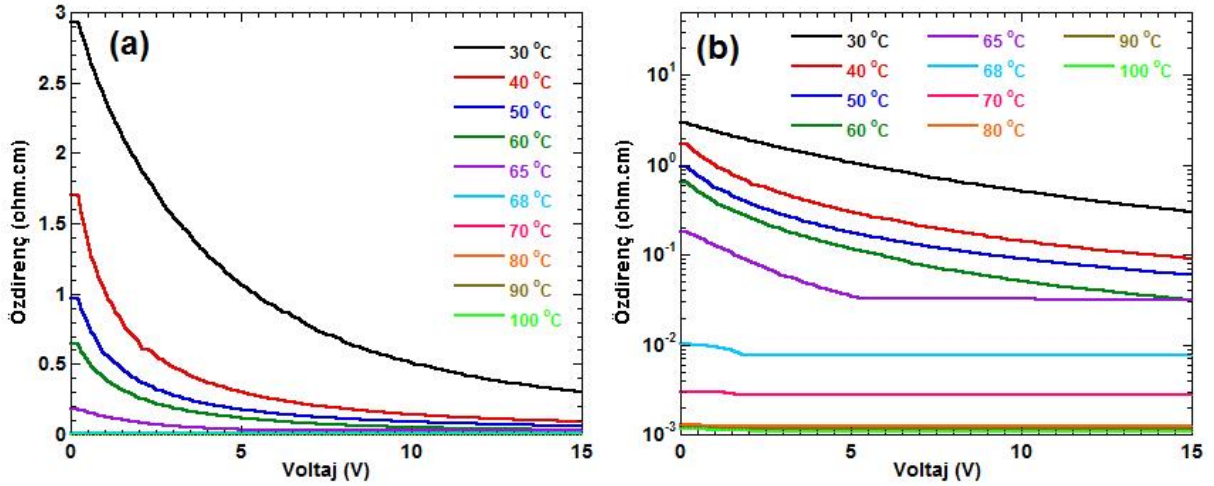 (a)
30 °C
40 °C
50 °C
60 °C
65 °C
68 °C
70 °C
80 °C
90 °C
100 °C
3
2.5
2
1.5
1
0.5
0
0
5
10
15
Özdirenç (ohm.cm)
Voltaj (V)
(b)
30 °C
40 °C
50 °C
60 °C
65 °C
68 °C
70 °C
80 °C
90 °C
100 °C
10¹
10⁰
10⁻¹
10⁻²
10⁻³
0
5
10
15
Özdirenç (ohm.cm)
Voltaj (V)